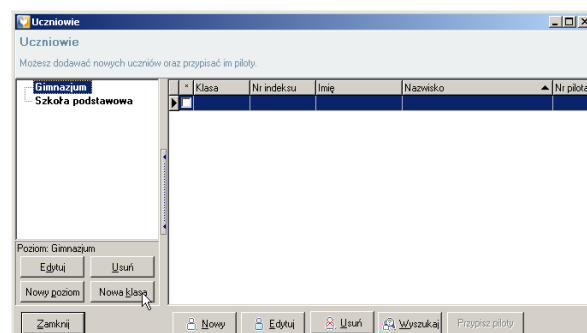 Uczniowie
Uczniowie
Możesz dodawać nowych uczniów oraz przypisać im piloty.
Gimnazjum
Szkoła podstawowa
* Klasa Nr indeksu Imię Nazwisko Nr pilota
Poziom: Gimnazjum
Edytuj Usuń
Nowy poziom Nowa klasa
Zamknij Nowy Edytuj Usuń Wyszukaj Przypisz piloty